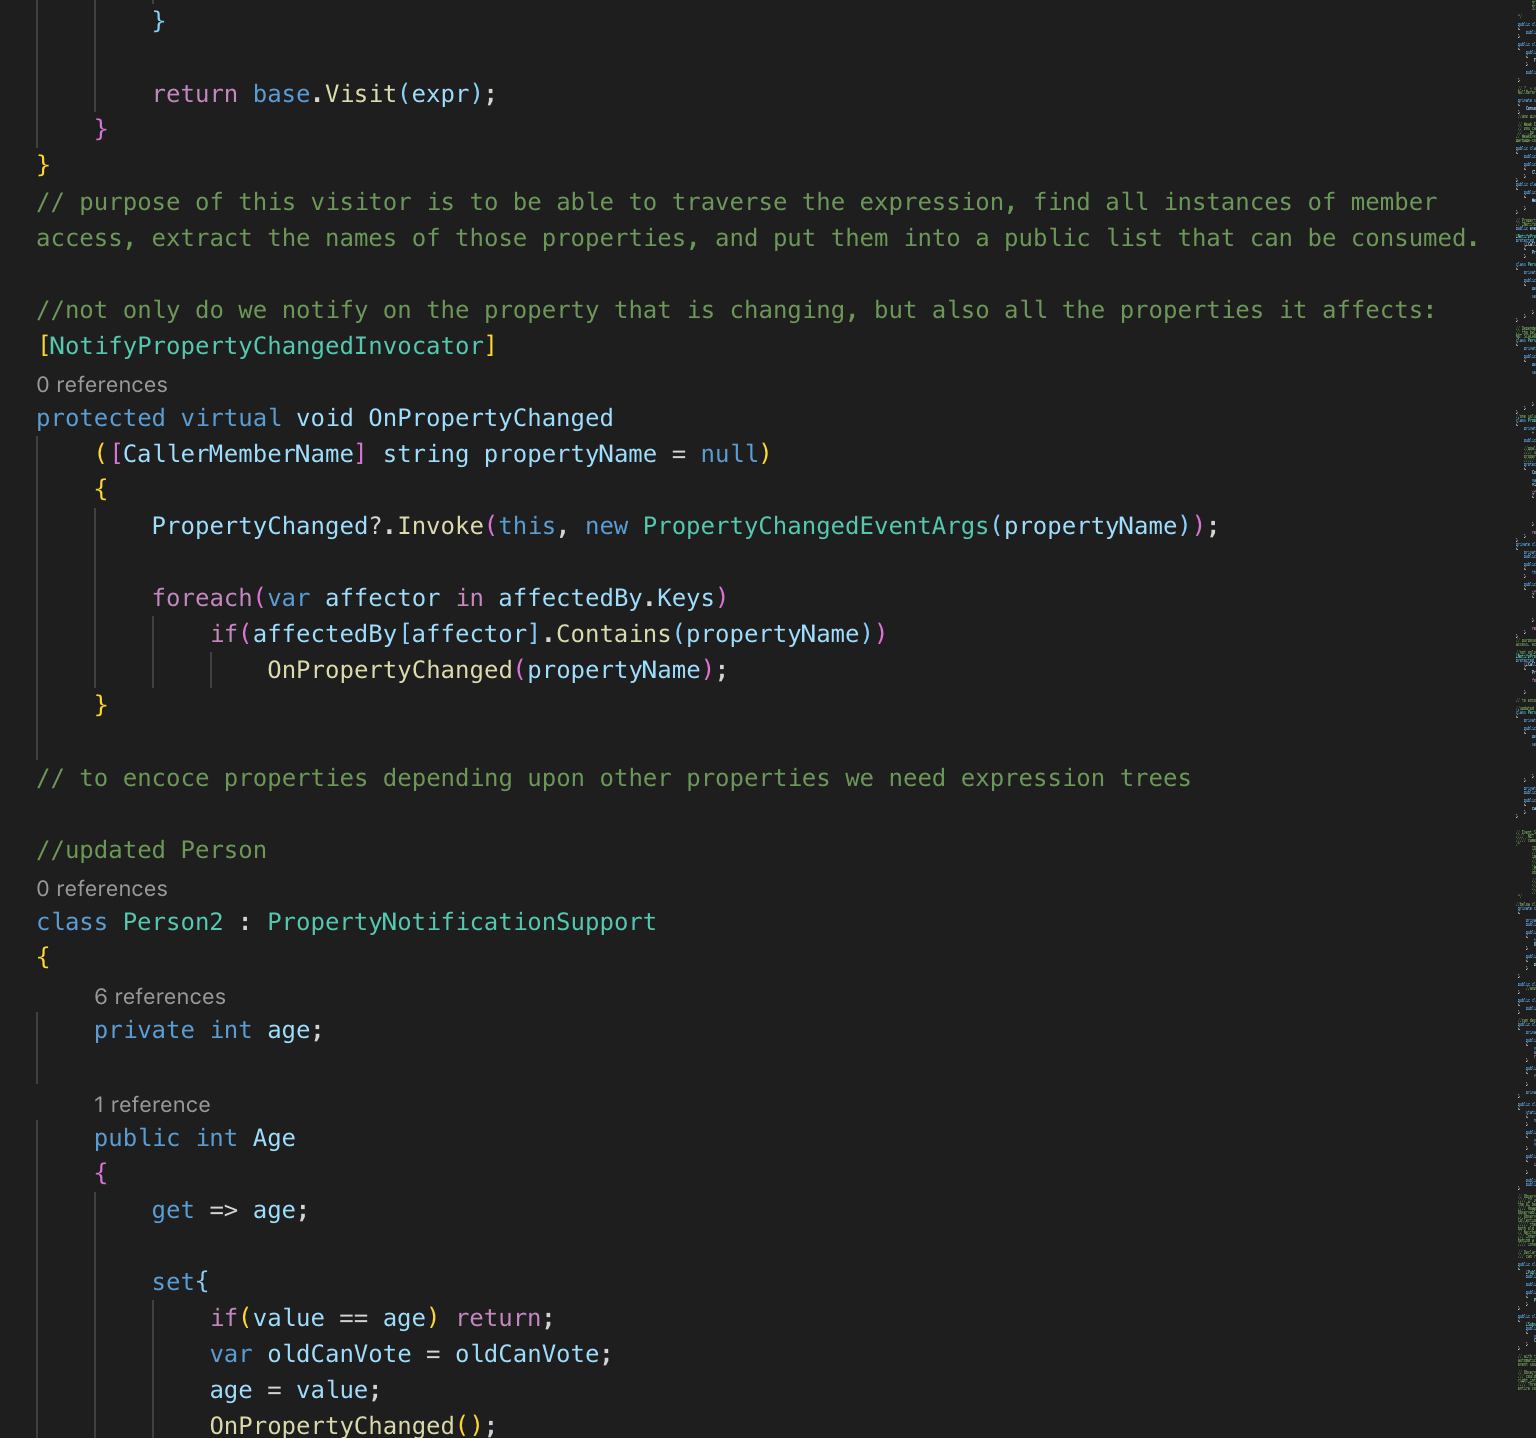 }
return base.Visit(expr);
}
}
// purpose of this visitor is to be able to traverse the expression, find all instances of member
access, extract the names of those properties, and put them into a public list that can be consumed.
//not only do we notify on the property that is changing, but also all the properties it affects:
[NotifyPropertyChangedInvocator]
0 references
protected virtual void OnPropertyChanged
([CallerMemberName] string propertyName = null)
{
PropertyChanged?.Invoke(this, new PropertyChangedEventArgs(propertyName));
foreach(var affector in affectedBy.Keys)
if(affectedBy[affector].Contains(propertyName))
OnPropertyChanged(propertyName);
}
// to encoce properties depending upon other properties we need expression trees
//updated Person
0 references
class Person2 : PropertyNotificationSupport
{
6 references
private int age;
1 reference
public int Age
{
get => age;
set{
if(value == age) return;
var oldCanVote = oldCanVote;
age = value;
OnPropertyChanged();